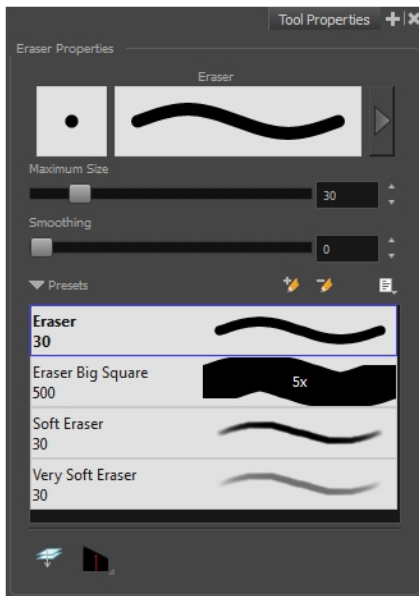 Tool Properties
Eraser Properties
Eraser
Maximum Size
30
Smoothing
0
Presets
Eraser
30
Eraser Big Square
500
5x
Soft Eraser
30
Very Soft Eraser
30